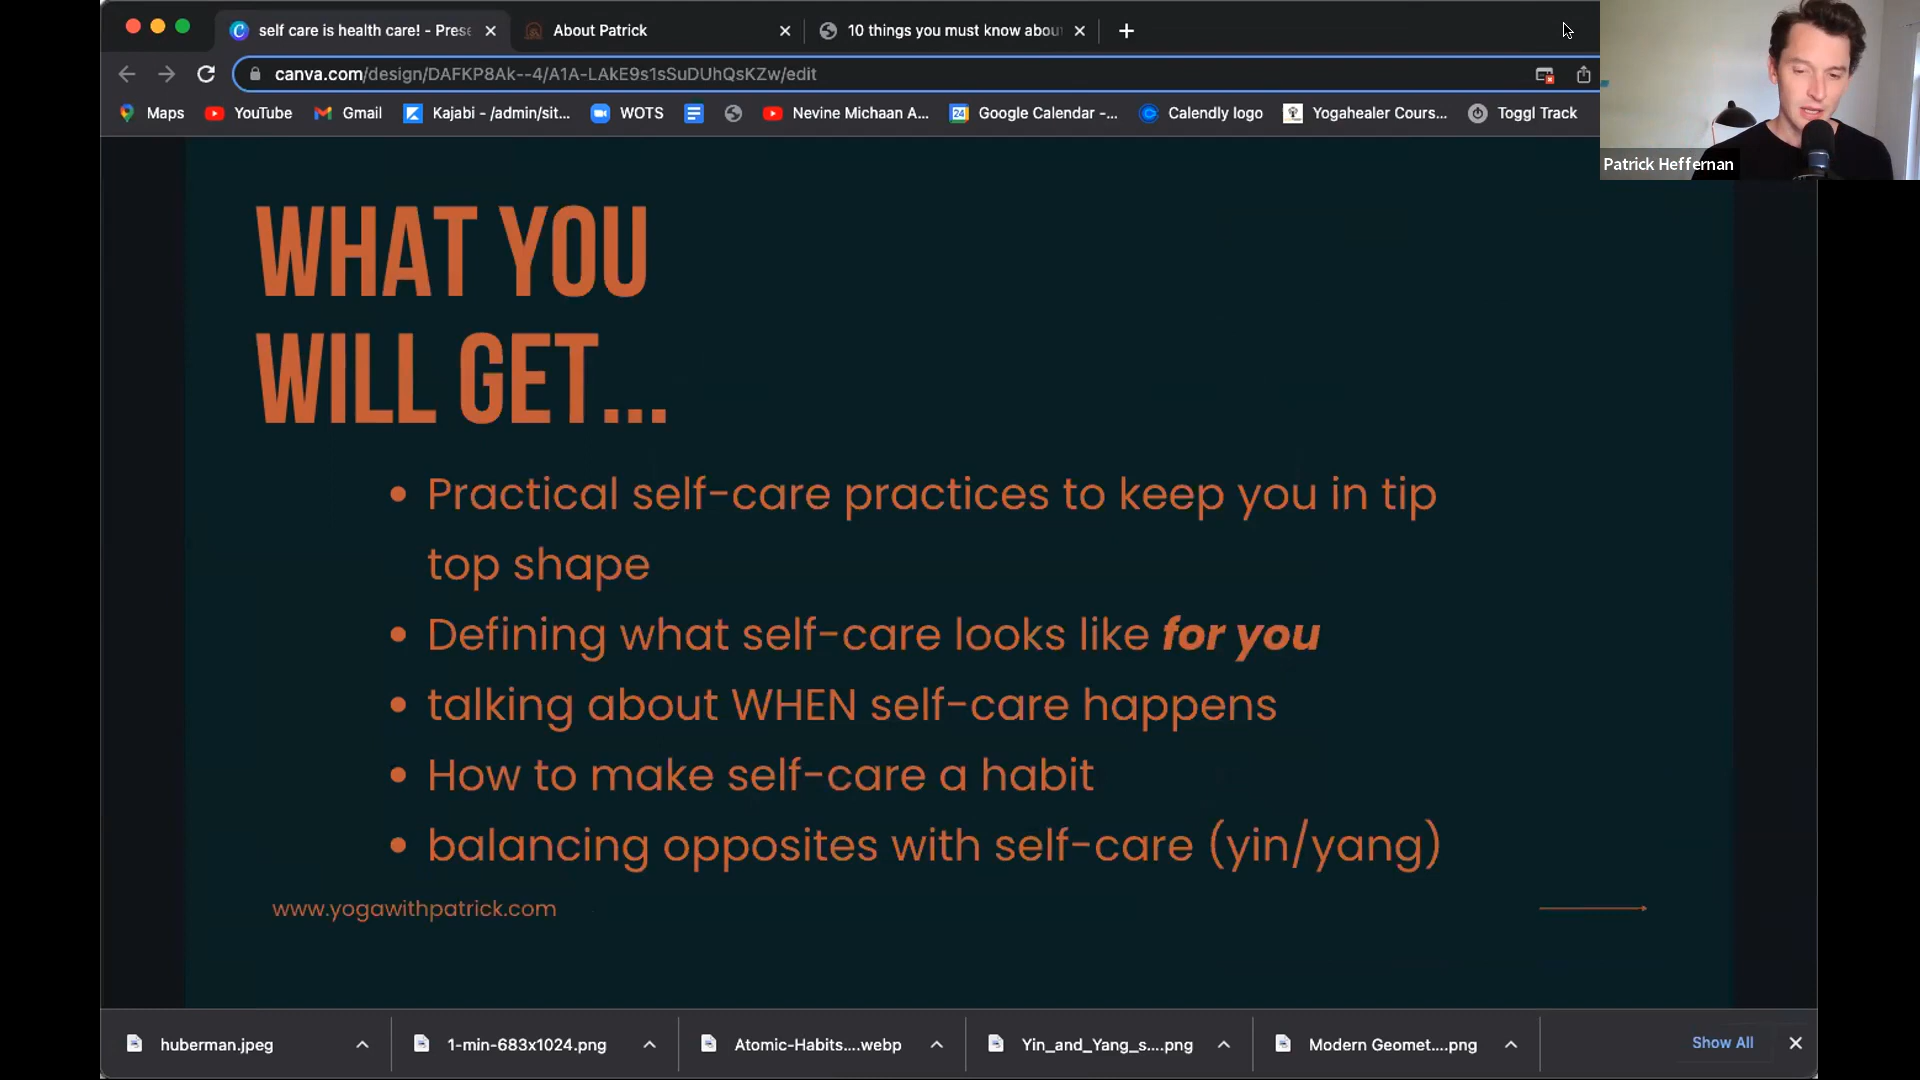 self care is health care! - Prese
About Patrick
10 things you must know abou
canva.com/design/DAFKP8Ak--4/A1A-LAkE9s1sSuDUhQsKZw/edit
Maps
YouTube
Gmail
Kajabi - /admin/sit...
WOTS
Nevine Michaan A...
24
Google Calendar -...
Calendly logo
Yogahealer Cours...
Toggl Track
Patrick Heffernan
WHAT YOU
WILL GET...
• Practical self-care practices to keep you in tip
top shape
• Defining what self-care looks like for you
• talking about WHEN self-care happens
• How to make self-care a habit
• balancing opposites with self-care (yin/yang)
www.yogawithpatrick.com
huberman.jpeg
1-min-683x1024.png
Atomic-Habits....webp
Yin_and_Yang_s....png
Modern Geomet....png
Show All